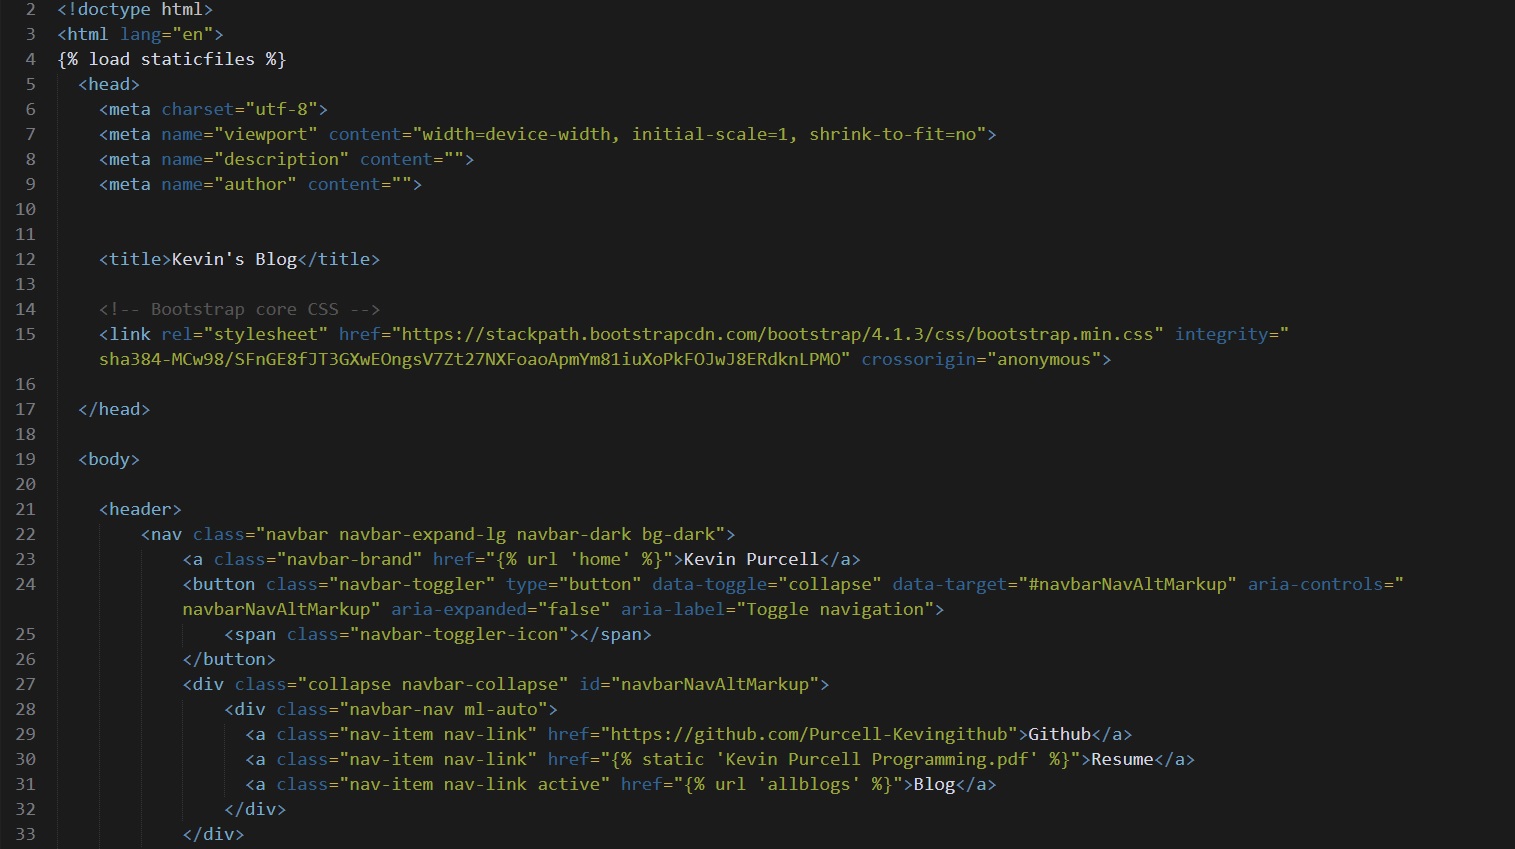 2 <!doctype html>
3 <html lang="en">
4 {% load staticfiles %}
5 <head>
6 <meta charset="utf-8">
7 <meta name="viewport" content="width=device-width, initial-scale=1, shrink-to-fit=no">
8 <meta name="description" content="">
9 <meta name="author" content="">
10
11
12 <title>Kevin's Blog</title>
13
14 <!-- Bootstrap core CSS -->
15 <link rel="stylesheet" href="https://stackpath.bootstrapcdn.com/bootstrap/4.1.3/css/bootstrap.min.css" integrity="
sha384-MCw98/SFnGE8fJT3GXwEOngsV7Zt27NXFoaoApmYm81iuXoPkFOJwJ8ERdknLPMO" crossorigin="anonymous">
16
17 </head>
18
19 <body>
20
21 <header>
22 <nav class="navbar navbar-expand-lg navbar-dark bg-dark">
23 <a class="navbar-brand" href="{% url 'home' %}">Kevin Purcell</a>
24 <button class="navbar-toggler" type="button" data-toggle="collapse" data-target="#navbarNavAltMarkup" aria-controls="
navbarNavAltMarkup" aria-expanded="false" aria-label="Toggle navigation">
25 <span class="navbar-toggler-icon"></span>
26 </button>
27 <div class="collapse navbar-collapse" id="navbarNavAltMarkup">
28 <div class="navbar-nav ml-auto">
29 <a class="nav-item nav-link" href="https://github.com/Purcell-Kevingithub">Github</a>
30 <a class="nav-item nav-link" href="{% static 'Kevin Purcell Programming.pdf' %}">Resume</a>
31 <a class="nav-item nav-link active" href="{% url 'allblogs' %}">Blog</a>
32 </div>
33 </div>